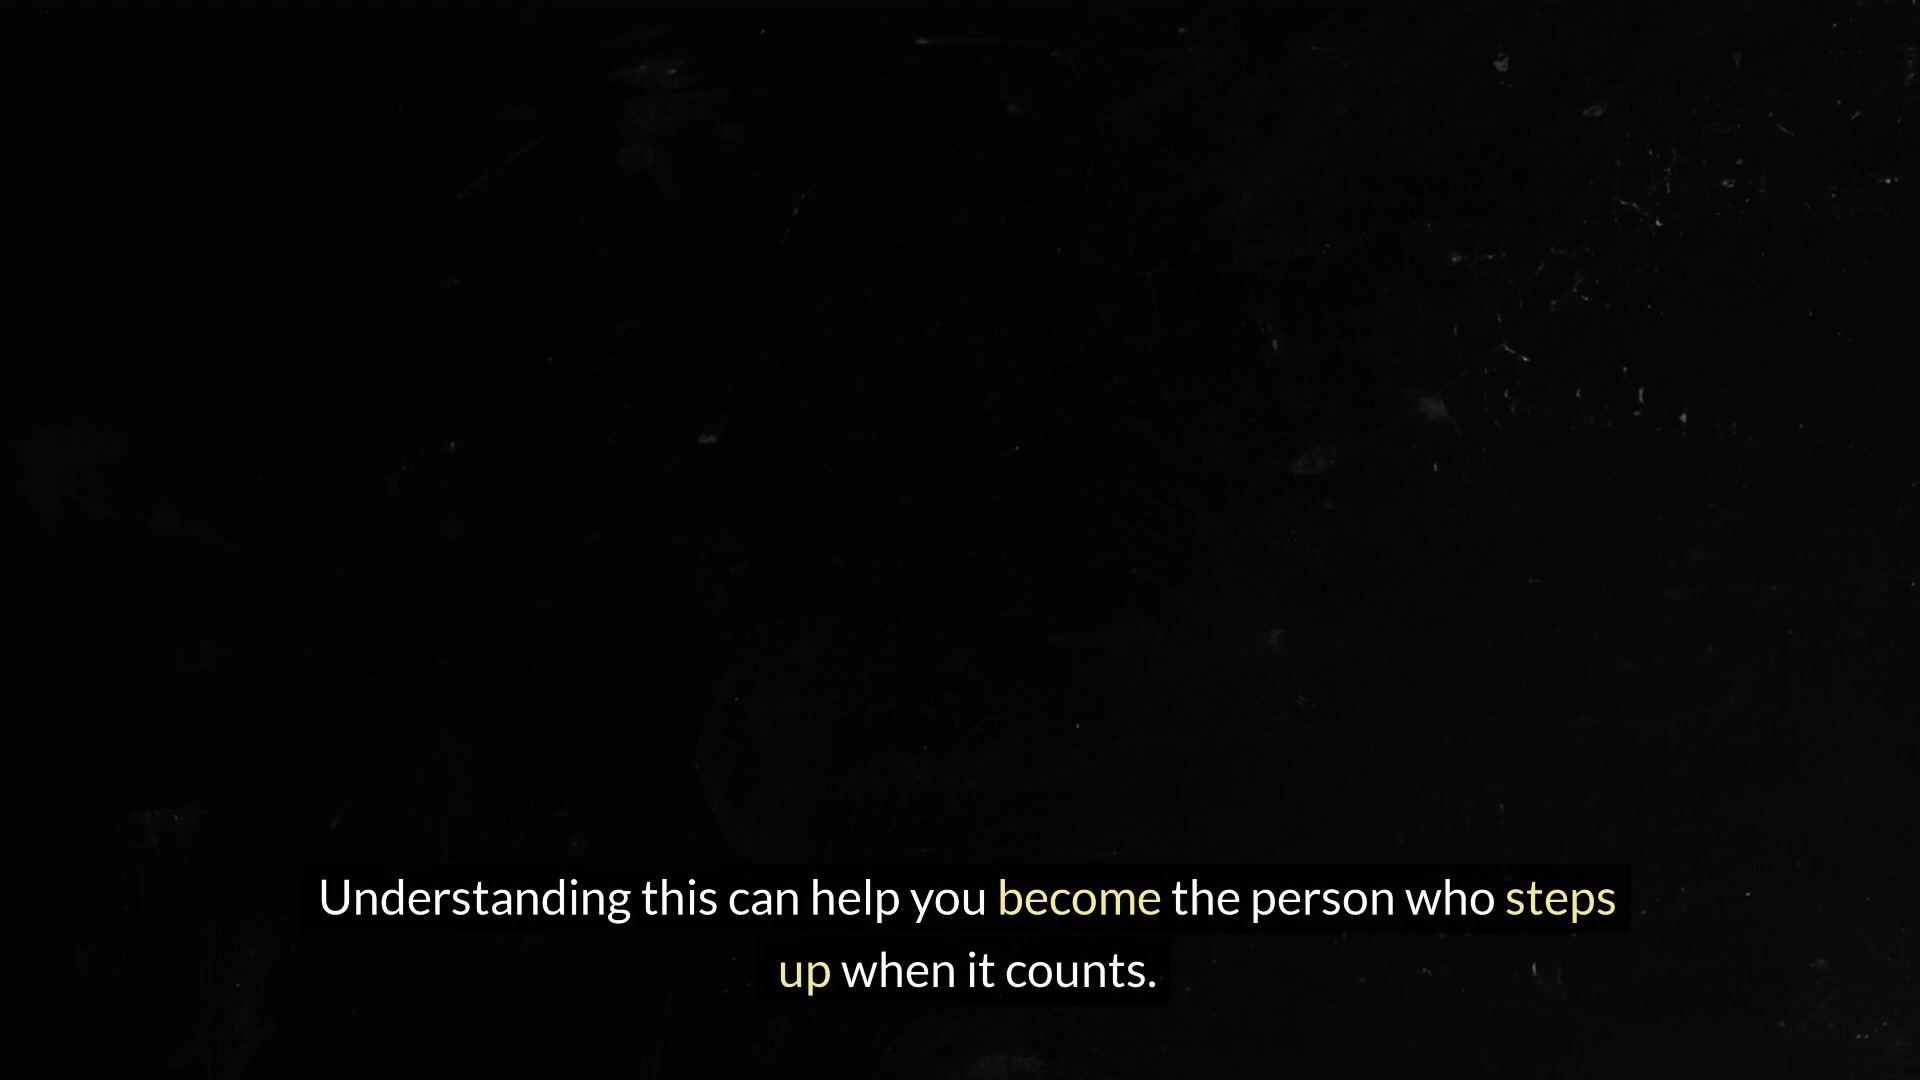 Understanding this can help you become the person who steps
up when it counts.